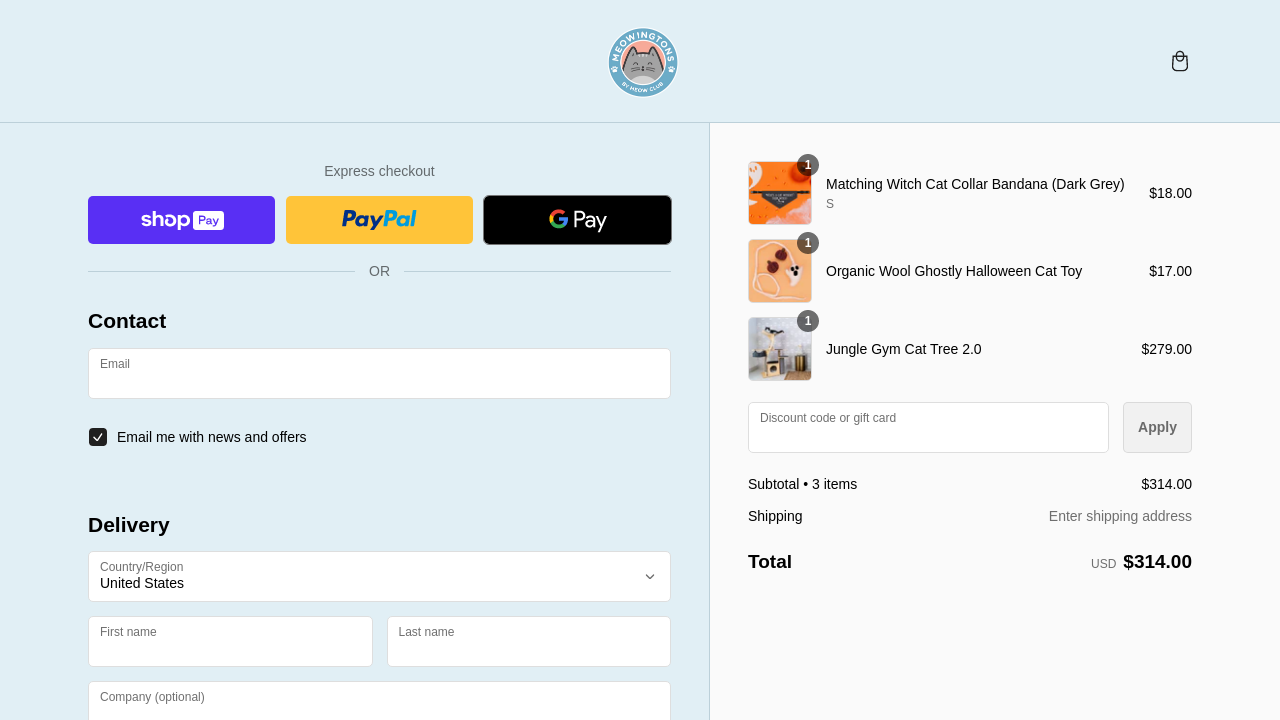 MEOWINGTONS
BY MEOW CLUB
Express checkout
shop Pay
PayPal
G Pay
OR
Contact
Email
Email me with news and offers
Delivery
Country/Region
United States
First name
Last name
Company (optional)
1
Matching Witch Cat Collar Bandana (Dark Grey)
S
$18.00
1
Organic Wool Ghostly Halloween Cat Toy
$17.00
1
Jungle Gym Cat Tree 2.0
$279.00
Discount code or gift card
Apply
Subtotal • 3 items
$314.00
Shipping
Enter shipping address
Total
USD $314.00